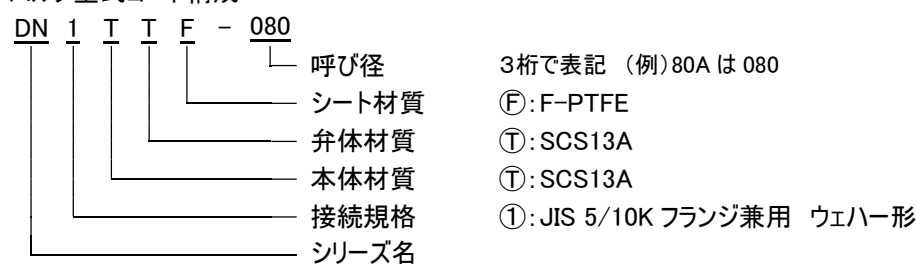 DN 1 T T F - 080
呼び径 3桁で表記 (例)80A は 080
シート材質 Ⓕ:F-PTFE
弁体材質 Ⓣ:SCS13A
本体材質 Ⓣ:SCS13A
接続規格 ①:JIS 5/10K フランジ兼用 ウェハー形
シリーズ名